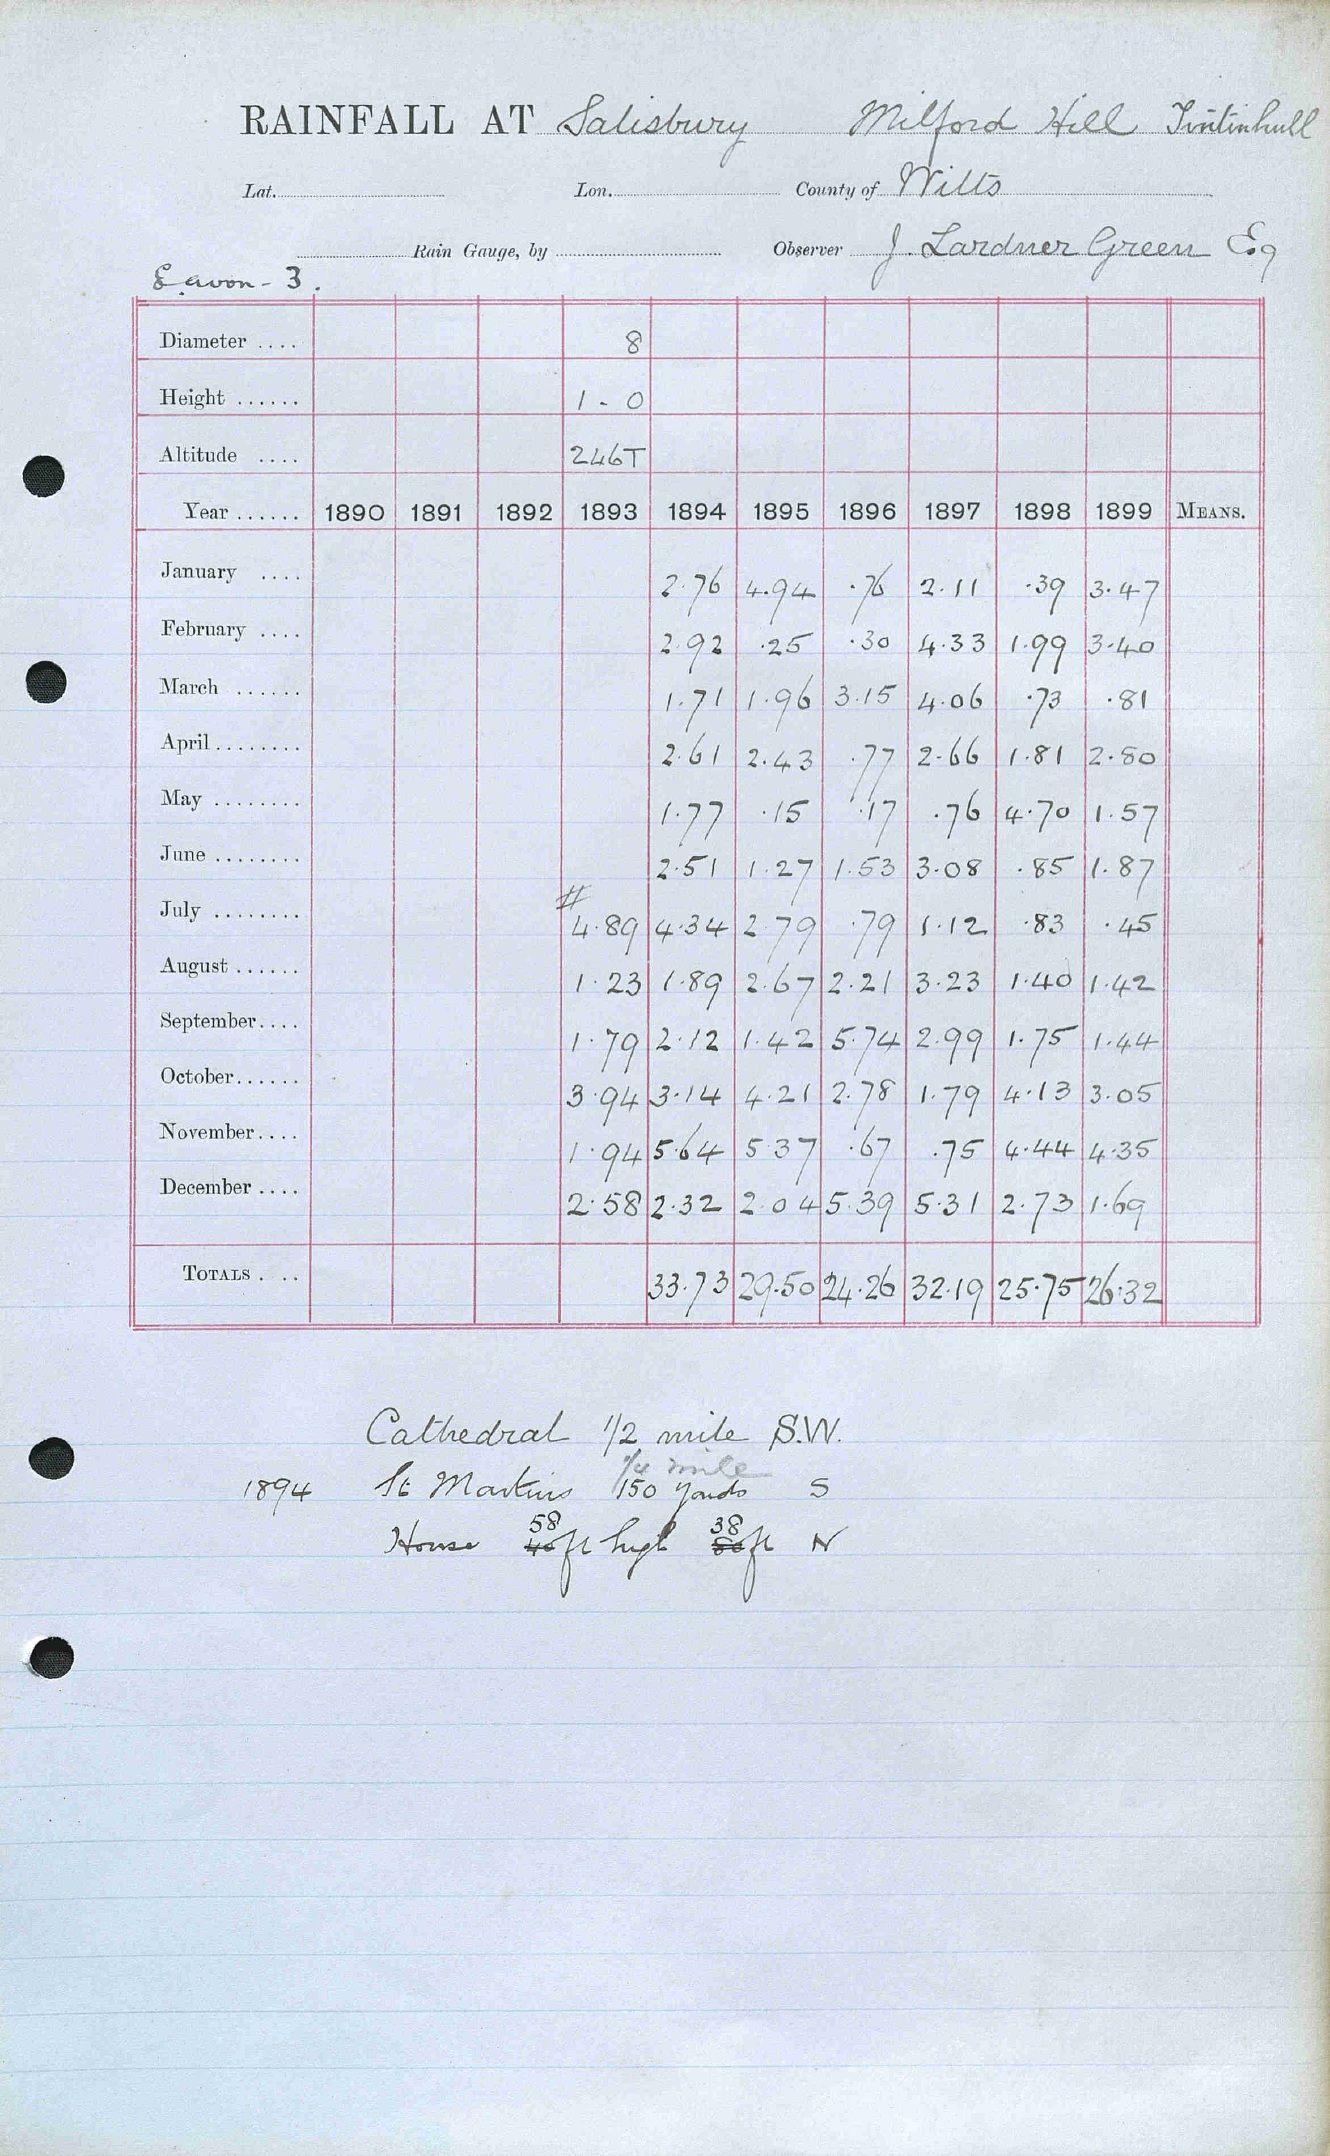 RAINFALL AT Salisbury Milford Hill Tintinhull
Lat. Lon. County of Wilts
Rain Gauge, by Observer J. Lardner Green Esq
E avon - 3.
Diameter .... 8
Height ...... 1 - 0
Altitude .... 246T
Year ...... 1890 1891 1892 1893 1894 1895 1896 1897 1898 1899 MEANS.
January .... 2.76 4.94 .76 2.11 .39 3.47
February .... 2.92 .25 .30 4.33 1.99 3.40
March ...... 1.71 1.96 3.15 4.06 .73 .81
April ........ 2.61 2.43 .77 2.66 1.81 2.80
May ........ 1.77 .15 .17 .76 4.70 1.57
June ........ 2.51 1.27 1.53 3.08 .85 1.87
#
July ........ 4.89 4.34 2.79 .79 1.12 .83 .45
August ...... 1.23 1.89 2.67 2.21 3.23 1.40 1.42
September .... 1.79 2.12 1.42 5.74 2.99 1.75 1.44
October ...... 3.94 3.14 4.21 2.78 1.79 4.13 3.05
November .... 1.94 5.64 5.37 .67 .75 4.44 4.35
December .... 2.58 2.32 2.04 5.39 5.31 2.73 1.69
TOTALS .... 33.73 29.50 24.26 32.19 25.75 26.32
Cathedral 1/2 mile S.W.
1/4 mile
1894 St Martins 150 yards S
58 38
House 40 ft high ft N